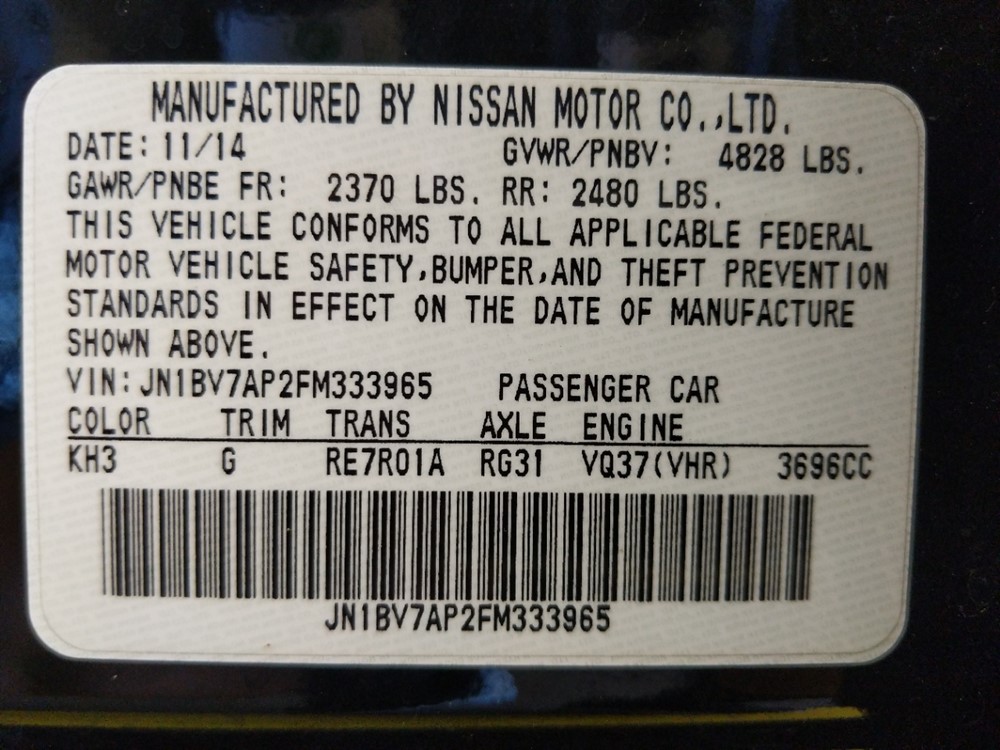 MANUFACTURED BY NISSAN MOTOR CO.,LTD.
DATE: 11/14 GVWR/PNBV: 4828 LBS.
GAWR/PNBE FR: 2370 LBS. RR: 2480 LBS.
THIS VEHICLE CONFORMS TO ALL APPLICABLE FEDERAL
MOTOR VEHICLE SAFETY,BUMPER,AND THEFT PREVENTION
STANDARDS IN EFFECT ON THE DATE OF MANUFACTURE
SHOWN ABOVE.
VIN: JN1BV7AP2FM333965 PASSENGER CAR
COLOR TRIM TRANS AXLE ENGINE
KH3 G RE7R01A RG31 VQ37(VHR) 3696CC
JN1BV7AP2FM333965